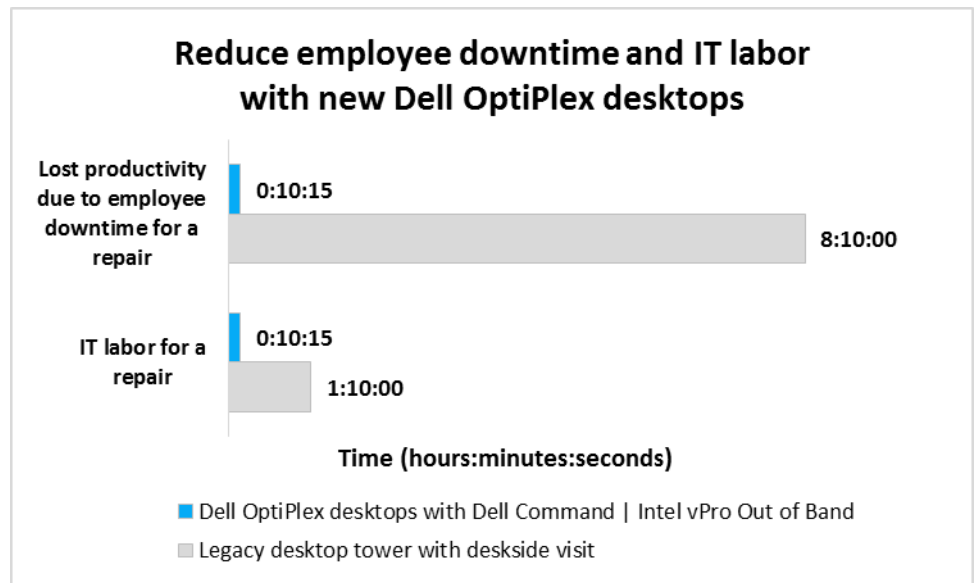 Reduce employee downtime and IT labor
with new Dell OptiPlex desktops
Lost productivity
due to employee
downtime for a
repair
0:10:15
8:10:00
IT labor for a
repair
0:10:15
1:10:00
Time (hours:minutes:seconds)
Dell OptiPlex desktops with Dell Command | Intel vPro Out of Band
Legacy desktop tower with deskside visit